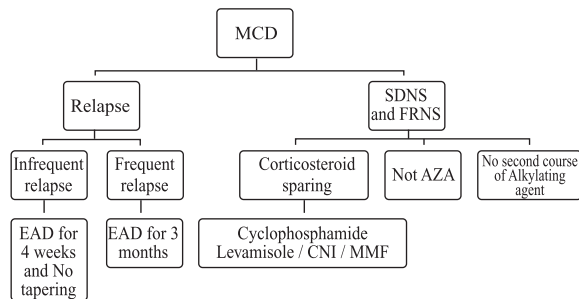 MCD
Relapse
SDNS
and FRNS
Infrequent
relapse
Frequent
relapse
Corticosteroid
sparing
Not AZA
No second course
of Alkylating
agent
EAD for
4 weeks
and No
tapering
EAD for 3
months
Cyclophosphamide
Levamisole / CNI / MMF